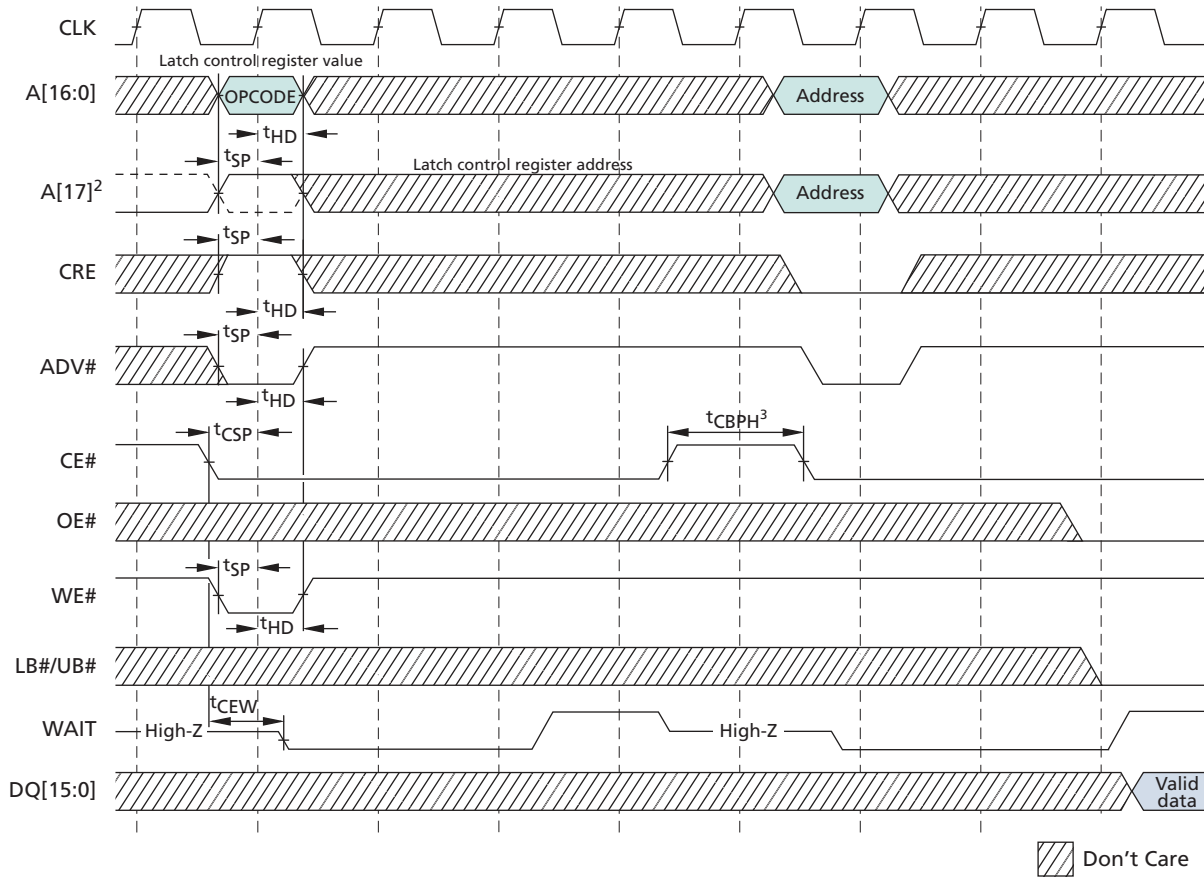 CLK
Latch control register value
A[16:0]
OPCODE
Address
tHD
tSP
Latch control register address
A[17]2
Address
tSP
CRE
tHD
tSP
ADV#
tHD
tCSP
tCBPH3
CE#
OE#
tSP
WE#
tHD
LB#/UB#
tCEW
WAIT
High-Z
High-Z
DQ[15:0]
Valid
data
Don't Care